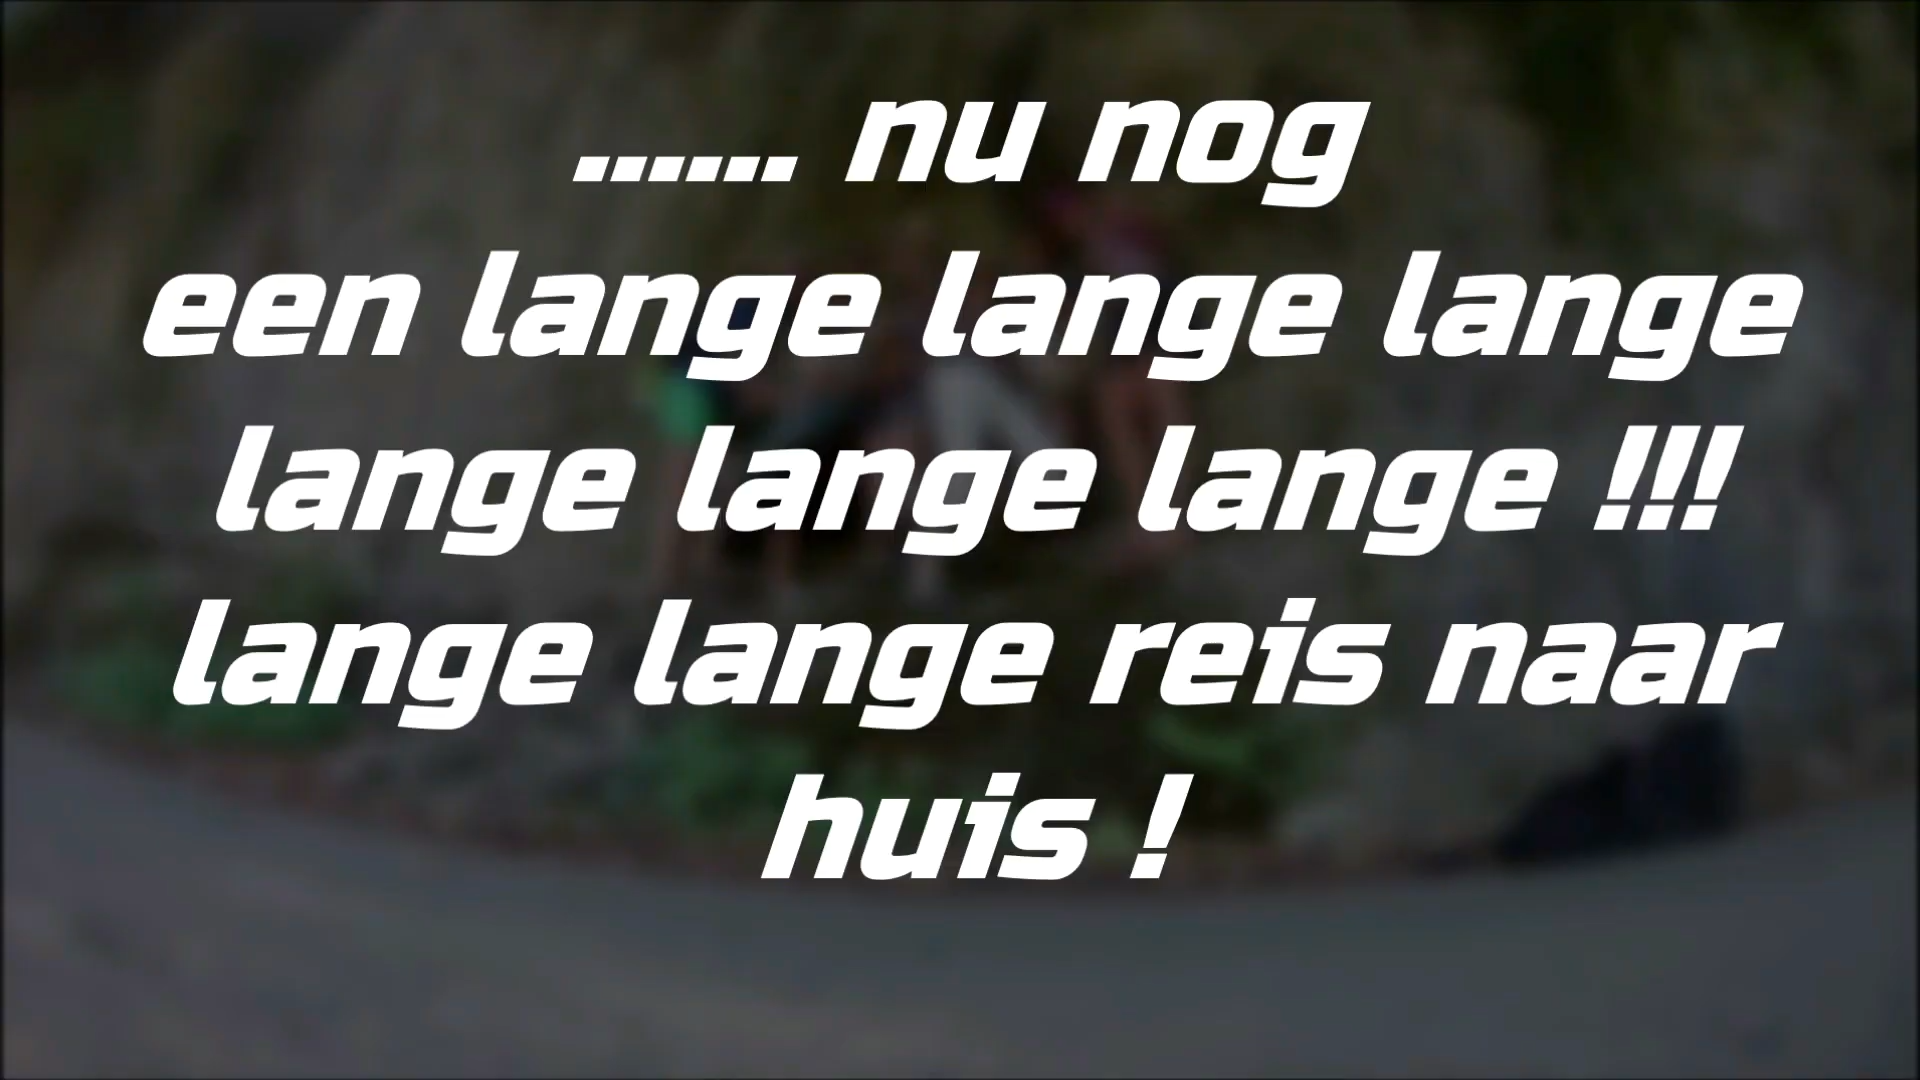 ...... nu nog
een lange lange lange
lange lange lange !!!
lange lange reis naar
huis !